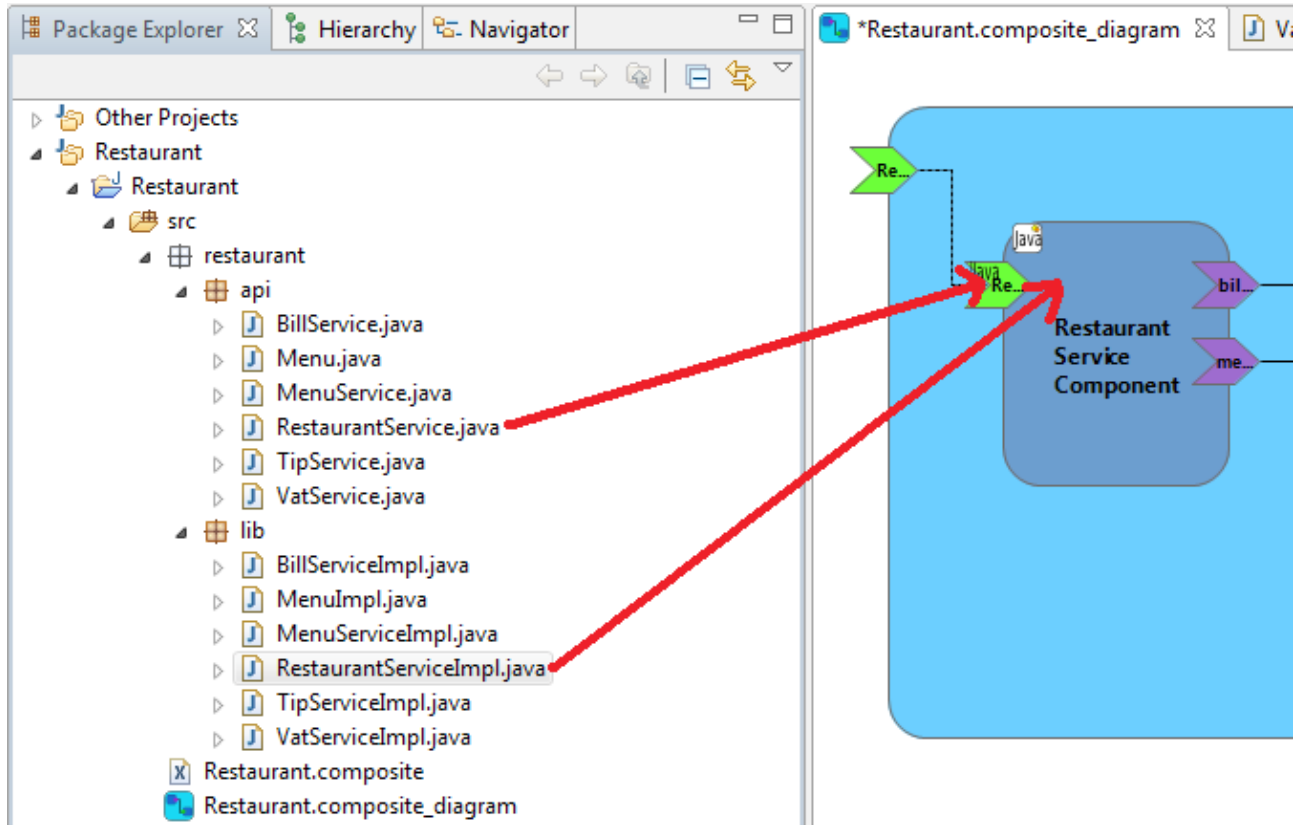 Package Explorer
Hierarchy
Navigator
*Restaurant.composite_diagram
Other Projects
Restaurant
Restaurant
src
restaurant
api
BillService.java
Menu.java
MenuService.java
RestaurantService.java
TipService.java
VatService.java
lib
BillServiceImpl.java
MenuImpl.java
MenuServiceImpl.java
RestaurantServiceImpl.java
TipServiceImpl.java
VatServiceImpl.java
Restaurant.composite
Restaurant.composite_diagram
Re...
Java
Java
Re...
bil...
Restaurant
Service
Component
me...